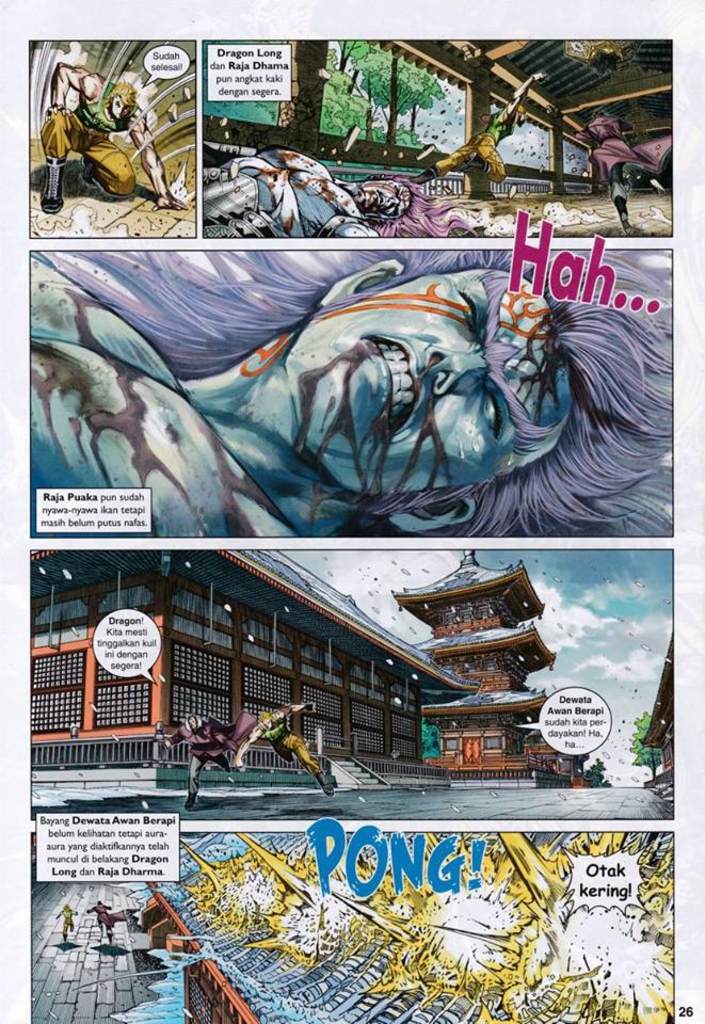 Sudah
selesai!
Dragon Long
dan Raja Dhama
pun angkat kaki
dengan segera.
Hah...
Raja Puaka pun sudah
nyawa-nyawa ikan tetapi
masih belum putus nafas.
Dragon!
Kita mesti
tinggalkan kuil
ini dengan
segera!
Dewata
Awan Berapi
sudah kita per-
dayakan! Ha,
ha...
Bayang Dewata Awan Berapi
belum kelihatan tetapi aura-
aura yang diaktifkannya telah
muncul di belakang Dragon
Long dan Raja Dharma.
PONG!
Otak
kering!
26